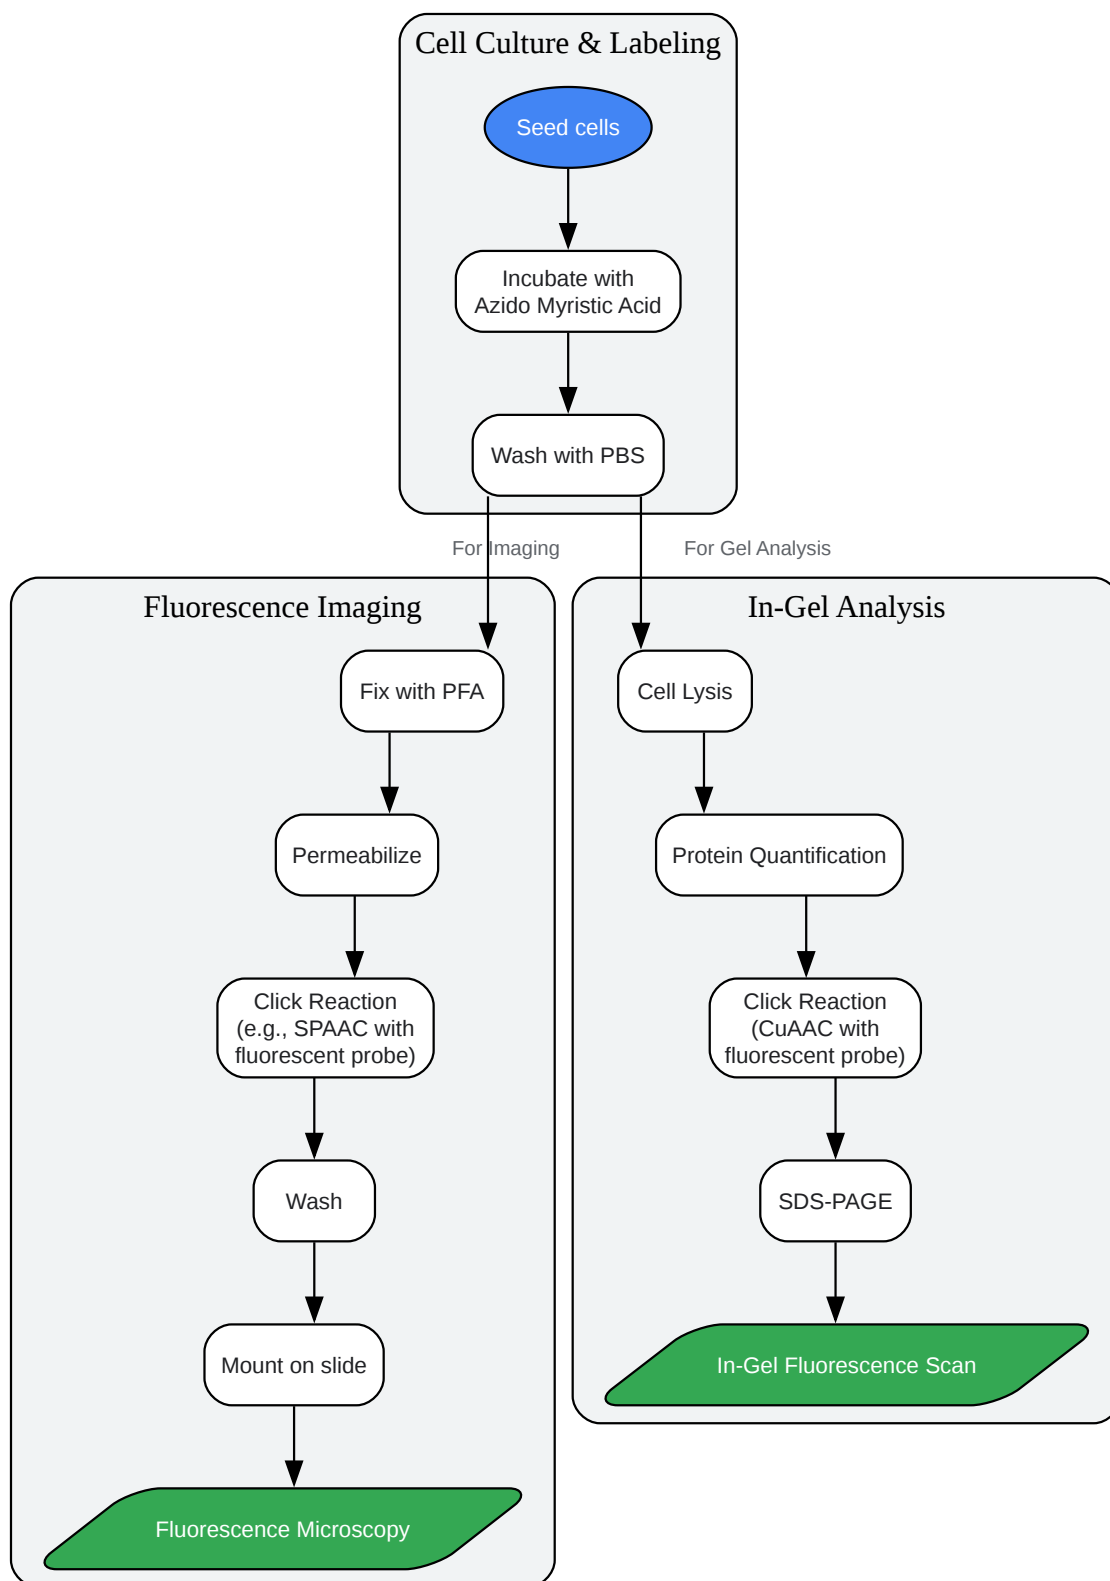 Cell Culture & Labeling
Seed cells
Incubate with
Azido Myristic Acid
Wash with PBS
For Imaging
For Gel Analysis
Fluorescence Imaging
Fix with PFA
Permeabilize
Click Reaction
(e.g., SPAAC with
fluorescent probe)
Wash
Mount on slide
Fluorescence Microscopy
In-Gel Analysis
Cell Lysis
Protein Quantification
Click Reaction
(CuAAC with
fluorescent probe)
SDS-PAGE
In-Gel Fluorescence Scan